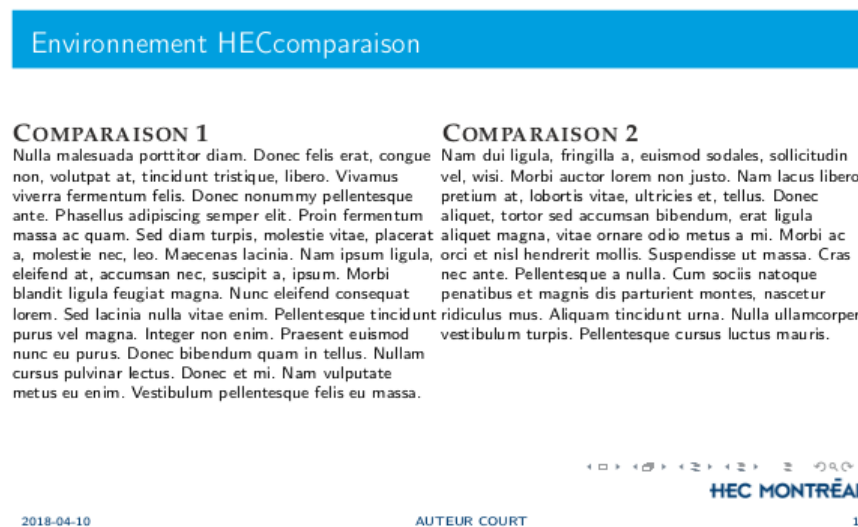 Environnement HECcomparaison
COMPARAISON 1
Nulla malesuada porttitor diam. Donec felis erat, congue
non, volutpat at, tincidunt tristique, libero. Vivamus
viverra fermentum felis. Donec nonummy pellentesque
ante. Phasellus adipiscing semper elit. Proin fermentum
massa ac quam. Sed diam turpis, molestie vitae, placerat
a, molestie nec, leo. Maecenas lacinia. Nam ipsum ligula,
eleifend at, accumsan nec, suscipit a, ipsum. Morbi
blandit ligula feugiat magna. Nunc eleifend consequat
lorem. Sed lacinia nulla vitae enim. Pellentesque tincidunt
purus vel magna. Integer non enim. Praesent euismod
nunc eu purus. Donec bibendum quam in tellus. Nullam
cursus pulvinar lectus. Donec et mi. Nam vulputate
metus eu enim. Vestibulum pellentesque felis eu massa.
COMPARAISON 2
Nam dui ligula, fringilla a, euismod sodales, sollicitudin
vel, wisi. Morbi auctor lorem non justo. Nam lacus libero
pretium at, lobortis vitae, ultricies et, tellus. Donec
aliquet, tortor sed accumsan bibendum, erat ligula
aliquet magna, vitae ornare odio metus a mi. Morbi ac
orci et nisl hendrerit mollis. Suspendisse ut massa. Cras
nec ante. Pellentesque a nulla. Cum sociis natoque
penatibus et magnis dis parturient montes, nascetur
ridiculus mus. Aliquam tincidunt urna. Nulla ullamcorper
vestibulum turpis. Pellentesque cursus luctus mauris.
HEC MONTRÉAL
2018-04-10
AUTEUR COURT
1